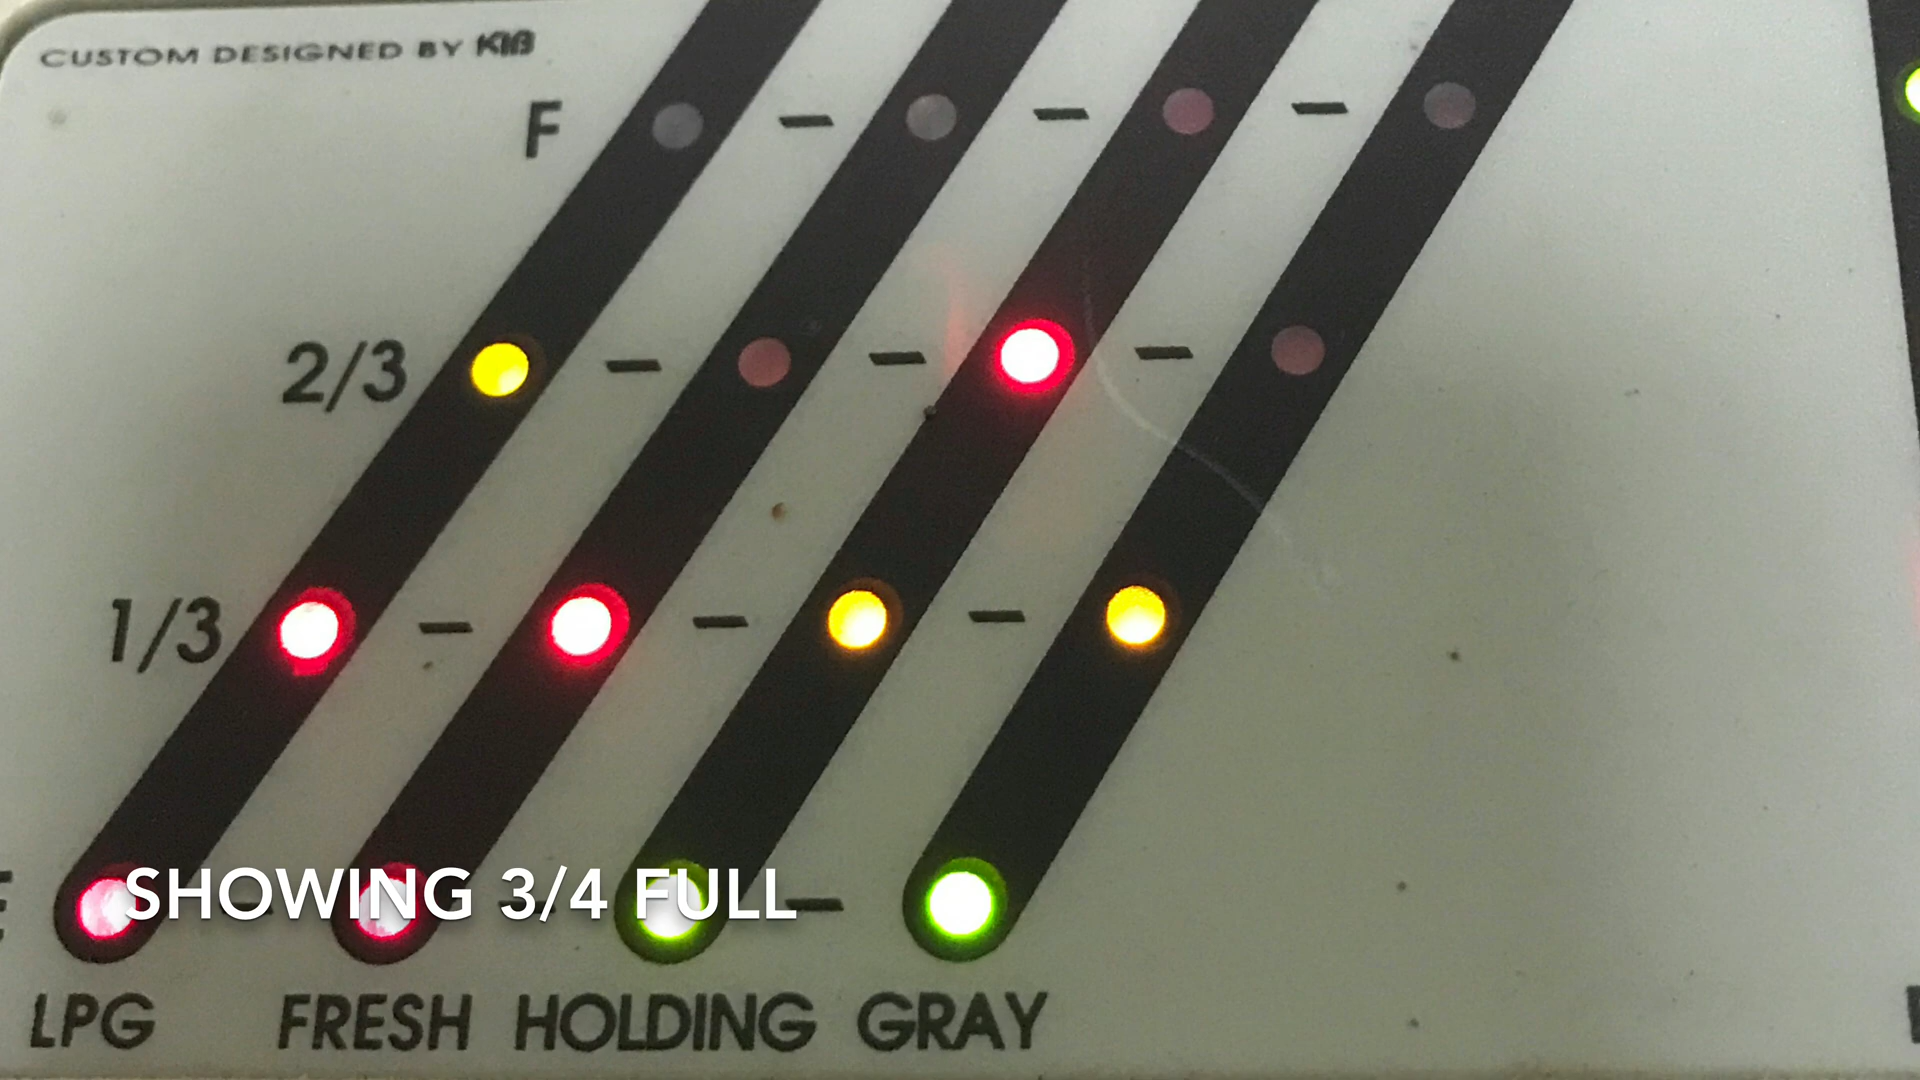 CUSTOM DESIGNED BY KIB
F
2/3
1/3
E
SHOWING 3/4 FULL
LPG FRESH HOLDING GRAY